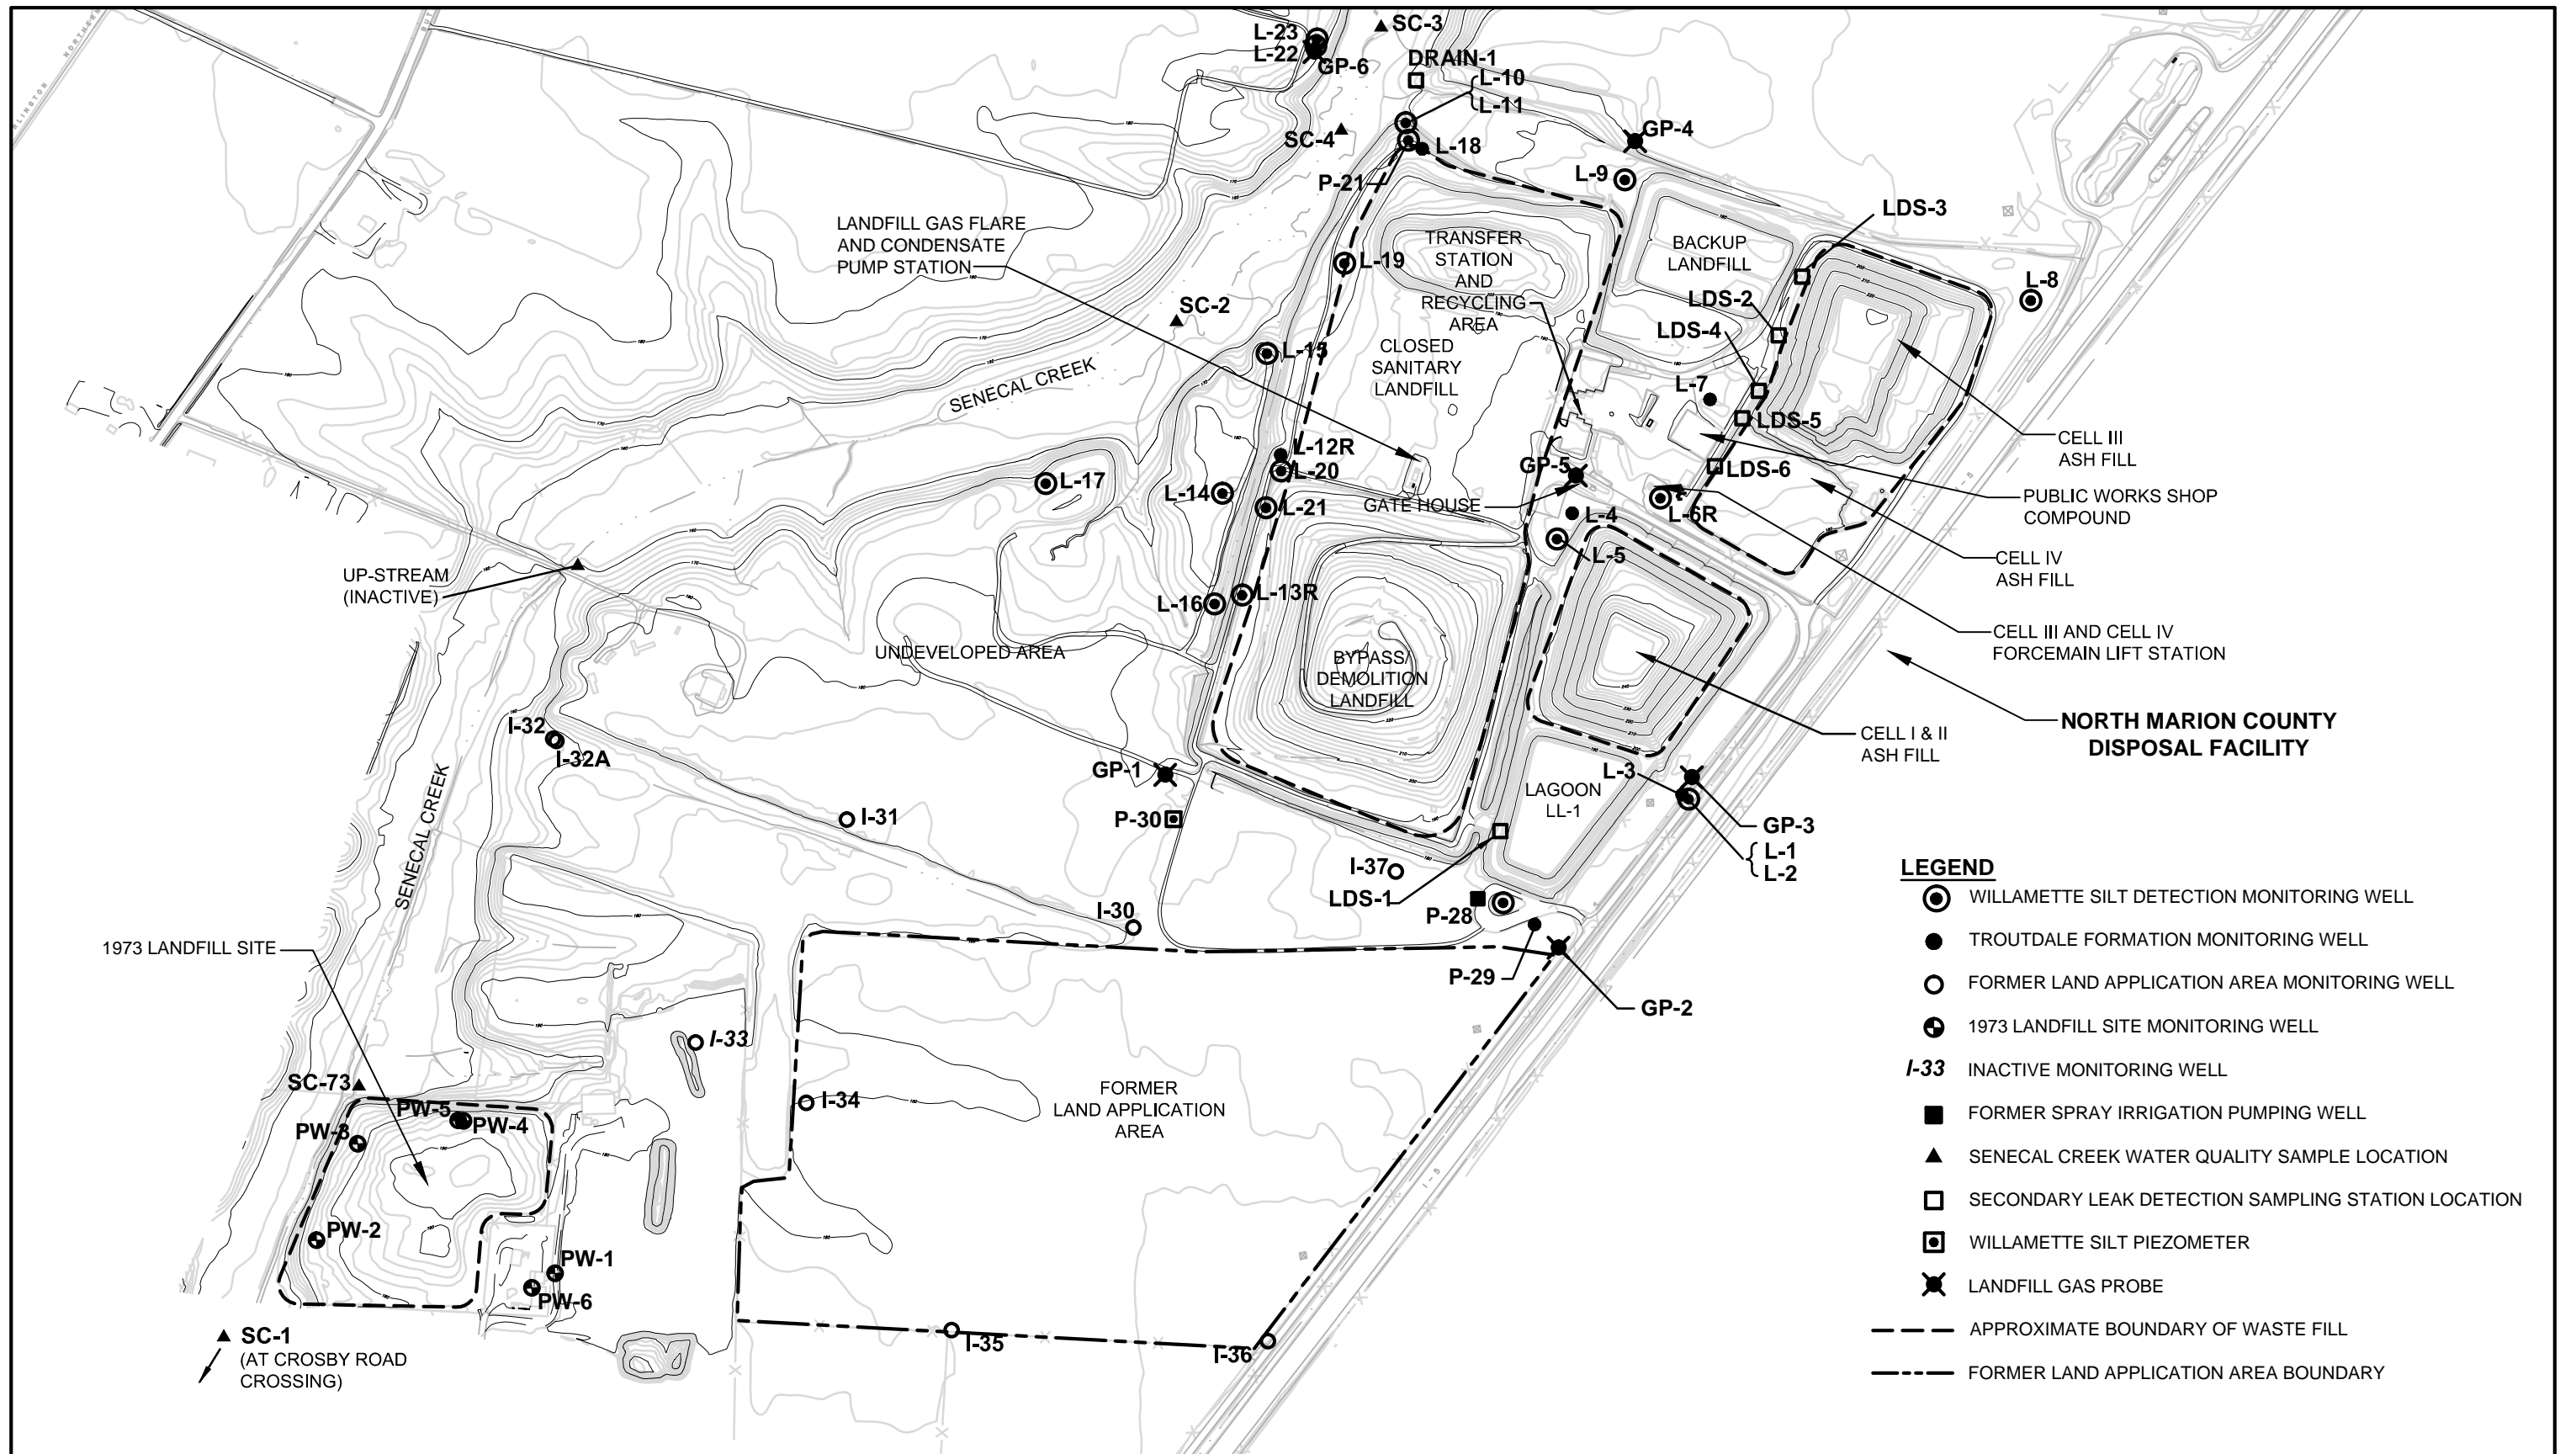 L-23
L-22
GP-6
SC-3
DRAIN-1
L-10
L-11
SC-4
L-18
GP-4
P-21
L-9
LDS-3
LANDFILL GAS FLARE
AND CONDENSATE
PUMP STATION
TRANSFER
STATION
AND
RECYCLING
AREA
BACKUP
LANDFILL
L-19
L-8
SC-2
LDS-2
LDS-4
L-15
CLOSED
SANITARY
LANDFILL
SENECAL CREEK
L-7
LDS-5
CELL III
ASH FILL
L-12R
L-20
GP-5
LDS-6
L-17
L-14
L-21
GATE HOUSE
L-4
L-6R
PUBLIC WORKS SHOP
COMPOUND
L-5
CELL IV
ASH FILL
UP-STREAM
(INACTIVE)
L-16
L-13R
CELL III AND CELL IV
FORCEMAIN LIFT STATION
UNDEVELOPED AREA
BYPASS/
DEMOLITION
LANDFILL
NORTH MARION COUNTY
DISPOSAL FACILITY
I-32
I-32A
CELL I & II
ASH FILL
GP-1
L-3
LAGOON
LL-1
SENECAL CREEK
I-31
P-30
GP-3
L-1
L-2
I-37
LDS-1
P-28
I-30
1973 LANDFILL SITE
P-29
GP-2
I-33
SC-73
I-34
FORMER
LAND APPLICATION
AREA
PW-5
PW-4
PW-3
I-5
PW-2
PW-1
PW-6
SC-1
(AT CROSBY ROAD
CROSSING)
I-35
I-36
LEGEND
WILLAMETTE SILT DETECTION MONITORING WELL
TROUTDALE FORMATION MONITORING WELL
FORMER LAND APPLICATION AREA MONITORING WELL
1973 LANDFILL SITE MONITORING WELL
I-33 INACTIVE MONITORING WELL
FORMER SPRAY IRRIGATION PUMPING WELL
SENECAL CREEK WATER QUALITY SAMPLE LOCATION
SECONDARY LEAK DETECTION SAMPLING STATION LOCATION
WILLAMETTE SILT PIEZOMETER
LANDFILL GAS PROBE
APPROXIMATE BOUNDARY OF WASTE FILL
FORMER LAND APPLICATION AREA BOUNDARY